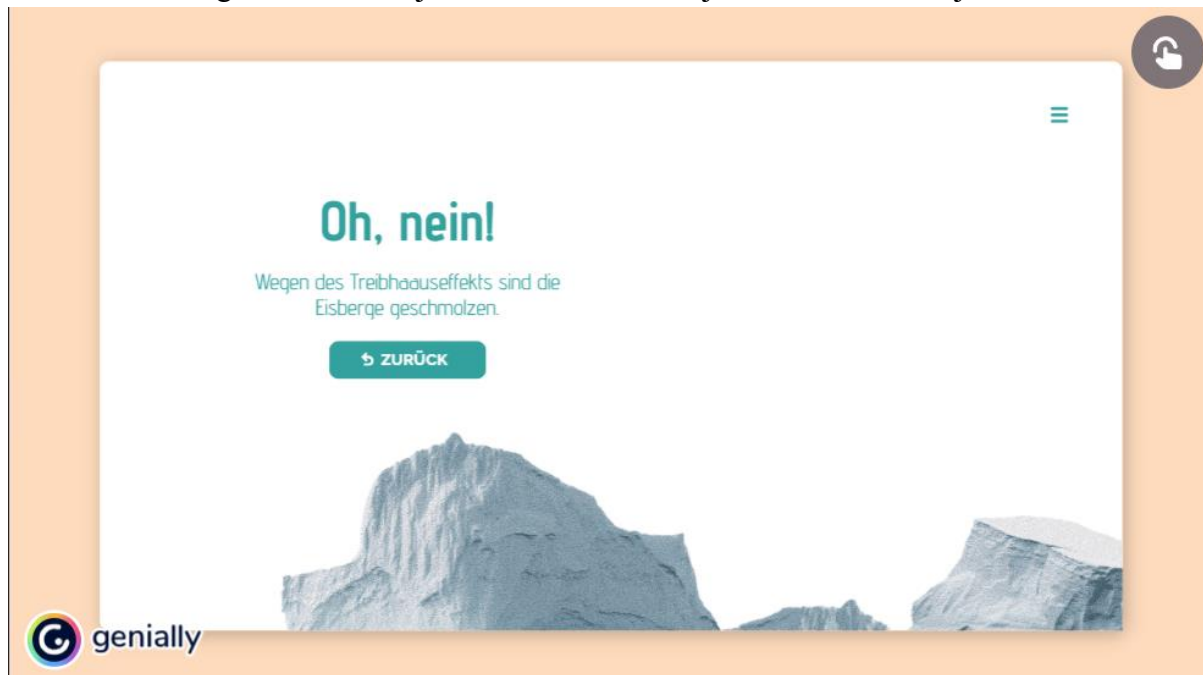 Oh, nein!
Wegen des Treibhaauseffekts sind die
Eisberge geschmolzen.
ZURÜCK
genially